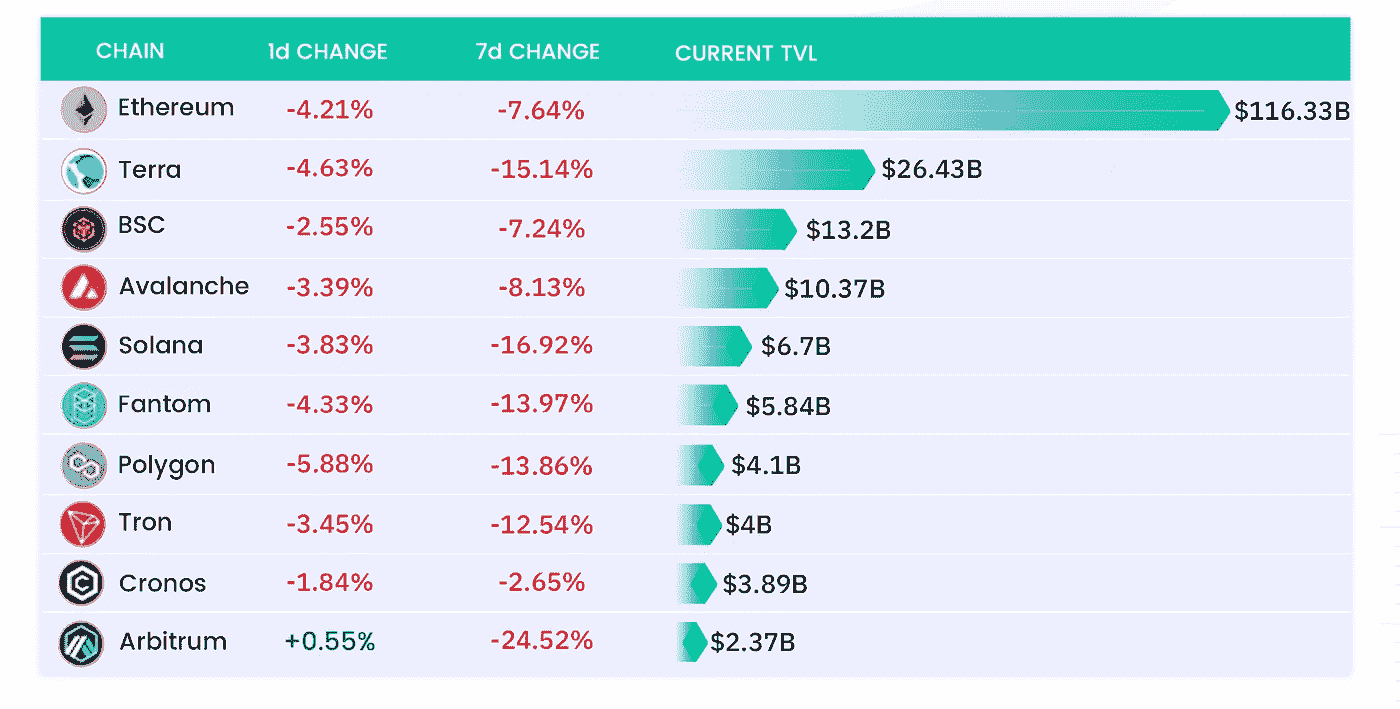 CHAIN 1d CHANGE 7d CHANGE CURRENT TVL
Ethereum -4.21% -7.64% $116.33B
Terra -4.63% -15.14% $26.43B
BSC -2.55% -7.24% $13.2B
Avalanche -3.39% -8.13% $10.37B
Solana -3.83% -16.92% $6.7B
Fantom -4.33% -13.97% $5.84B
Polygon -5.88% -13.86% $4.1B
Tron -3.45% -12.54% $4B
Cronos -1.84% -2.65% $3.89B
Arbitrum +0.55% -24.52% $2.37B